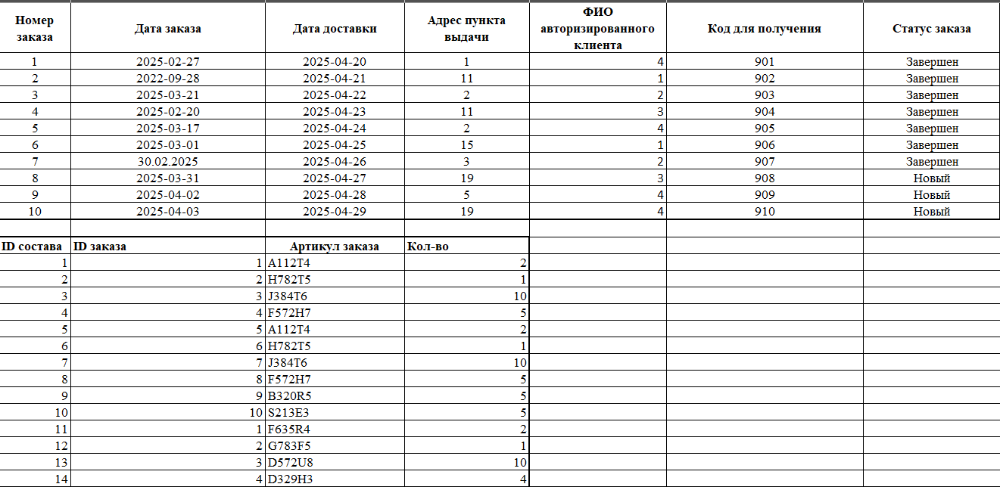 Номер заказа	Дата заказа	Дата доставки	Адрес пункта выдачи	ФИО авторизированного клиента	Код для получения	Статус заказа
1	2025-02-27	2025-04-20	1	4	901	Завершен
2	2022-09-28	2025-04-21	11	1	902	Завершен
3	2025-03-21	2025-04-22	2	2	903	Завершен
4	2025-02-20	2025-04-23	11	3	904	Завершен
5	2025-03-17	2025-04-24	2	4	905	Завершен
6	2025-03-01	2025-04-25	15	1	906	Завершен
7	30.02.2025	2025-04-26	3	2	907	Завершен
8	2025-03-31	2025-04-27	19	3	908	Новый
9	2025-04-02	2025-04-28	5	4	909	Новый
10	2025-04-03	2025-04-29	19	4	910	Новый
ID состава	ID заказа	Артикул заказа	Кол-во
1	1	A112T4	2
2	2	H782T5	1
3	3	J384T6	10
4	4	F572H7	5
5	5	A112T4	2
6	6	H782T5	1
7	7	J384T6	10
8	8	F572H7	5
9	9	B320R5	5
10	10	S213E3	5
11	1	F635R4	2
12	2	G783F5	1
13	3	D572U8	10
14	4	D329H3	4